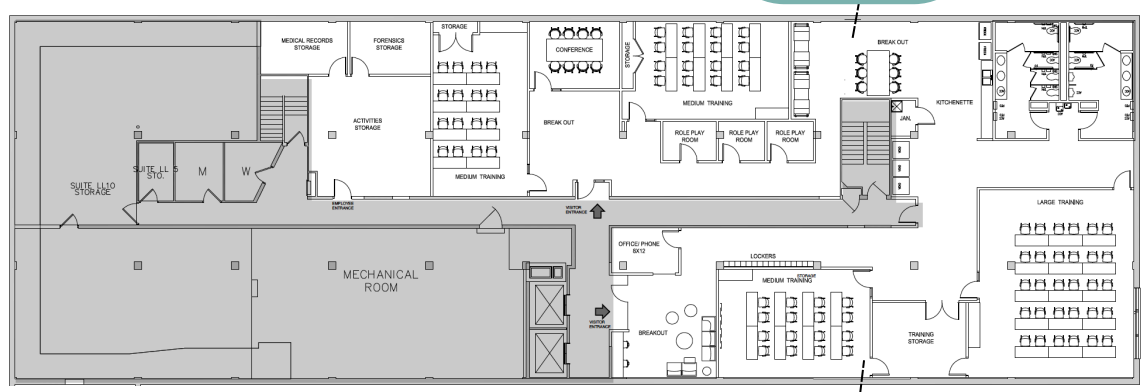 MEDICAL RECORDS
STORAGE
FORENSICS
STORAGE
STORAGE
CONFERENCE
STORAGE
MEDIUM TRAINING
BREAK OUT
KITCHENETTE
JAN.
ACTIVITIES
STORAGE
BREAK OUT
ROLE PLAY
ROOM
ROLE PLAY
ROOM
ROLE PLAY
ROOM
MEDIUM TRAINING
SUITE LL 5
STO.
M
W
SUITE LL10
STORAGE
EMPLOYEE
ENTRANCE
VISITOR
ENTRANCE
LARGE TRAINING
OFFICE/ PHONE
8X12
LOCKERS
STORAGE
MEDIUM TRAINING
MECHANICAL
ROOM
VISITOR
ENTRANCE
BREAKOUT
TRAINING
STORAGE